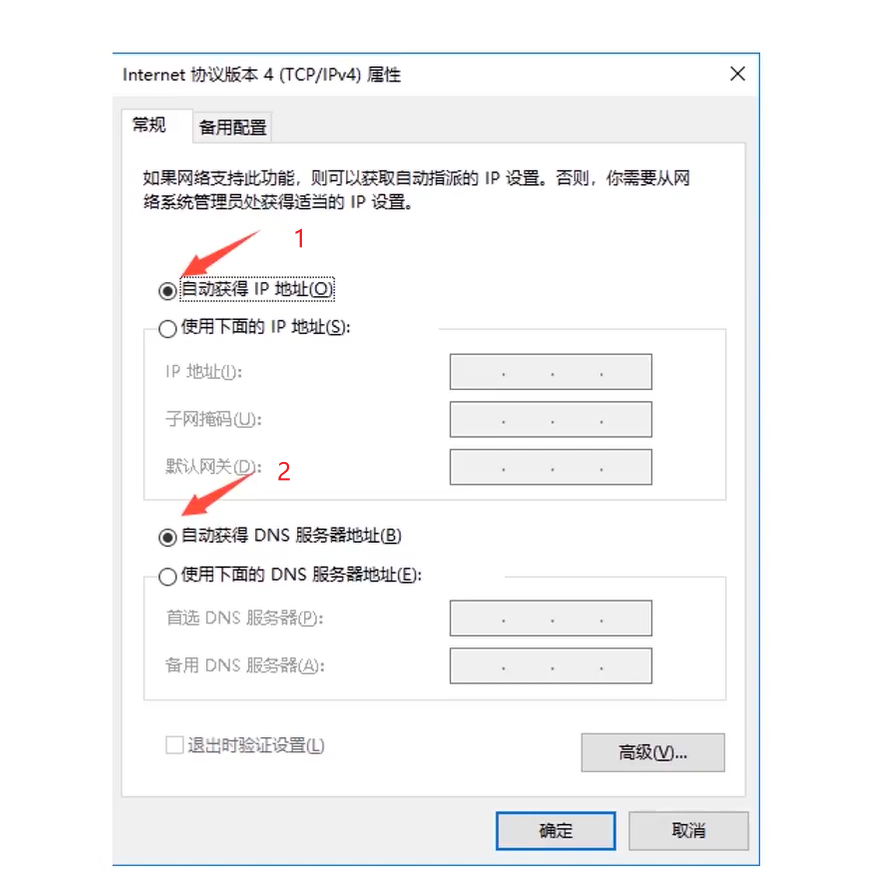 Internet 协议版本 4 (TCP/IPv4) 属性
常规
备用配置
如果网络支持此功能，则可以获取自动指派的 IP 设置。否则，你需要从网
络系统管理员处获得适当的 IP 设置。
1
自动获得 IP 地址(O)
使用下面的 IP 地址(S):
IP 地址(I):
子网掩码(U):
默认网关(D):
2
自动获得 DNS 服务器地址(B)
使用下面的 DNS 服务器地址(E):
首选 DNS 服务器(P):
备用 DNS 服务器(A):
退出时验证设置(L)
高级(V)...
确定
取消